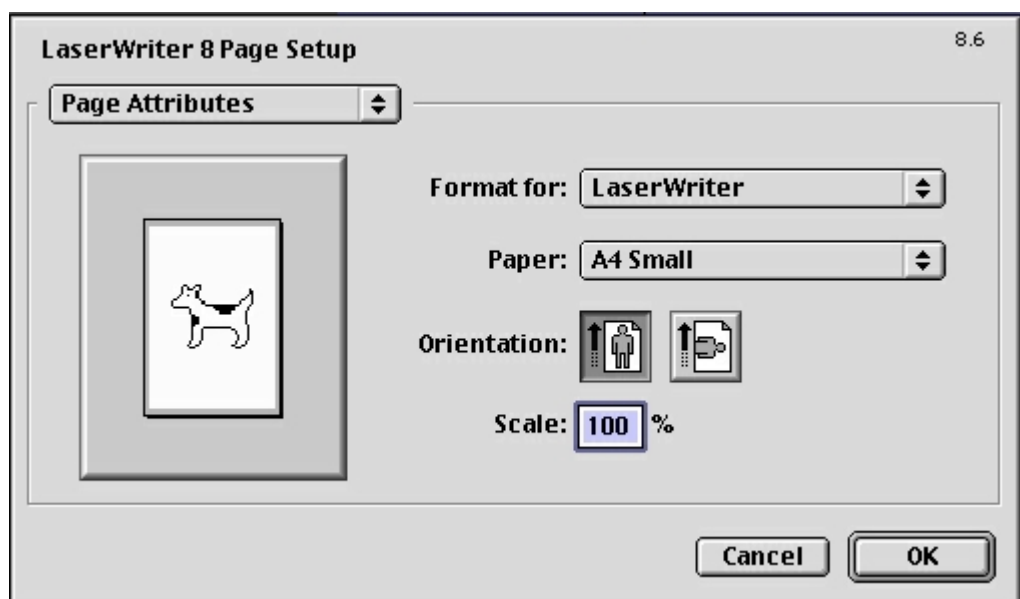 LaserWriter 8 Page Setup
8.6
Page Attributes
Format for: LaserWriter
Paper: A4 Small
Orientation:
Scale: 100 %
Cancel OK